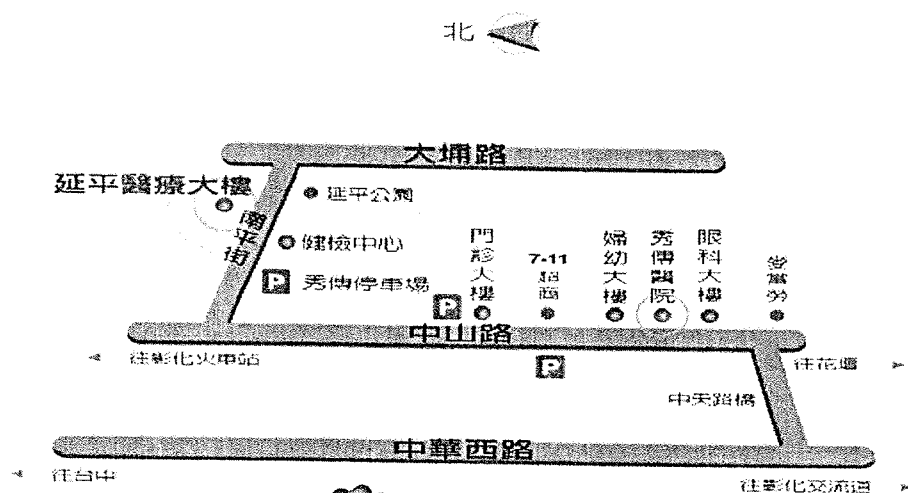 北
大埔路
延平醫療大樓
延平公園
南平街
健檢中心
P 秀傳停車場
P
門診大樓
7-11超商
婦幼大樓
秀傳醫院
眼科大樓
麥當勞
中山路
往彰化火車站
P
往花壇
中天路橋
中華西路
往台中
往彰化交流道